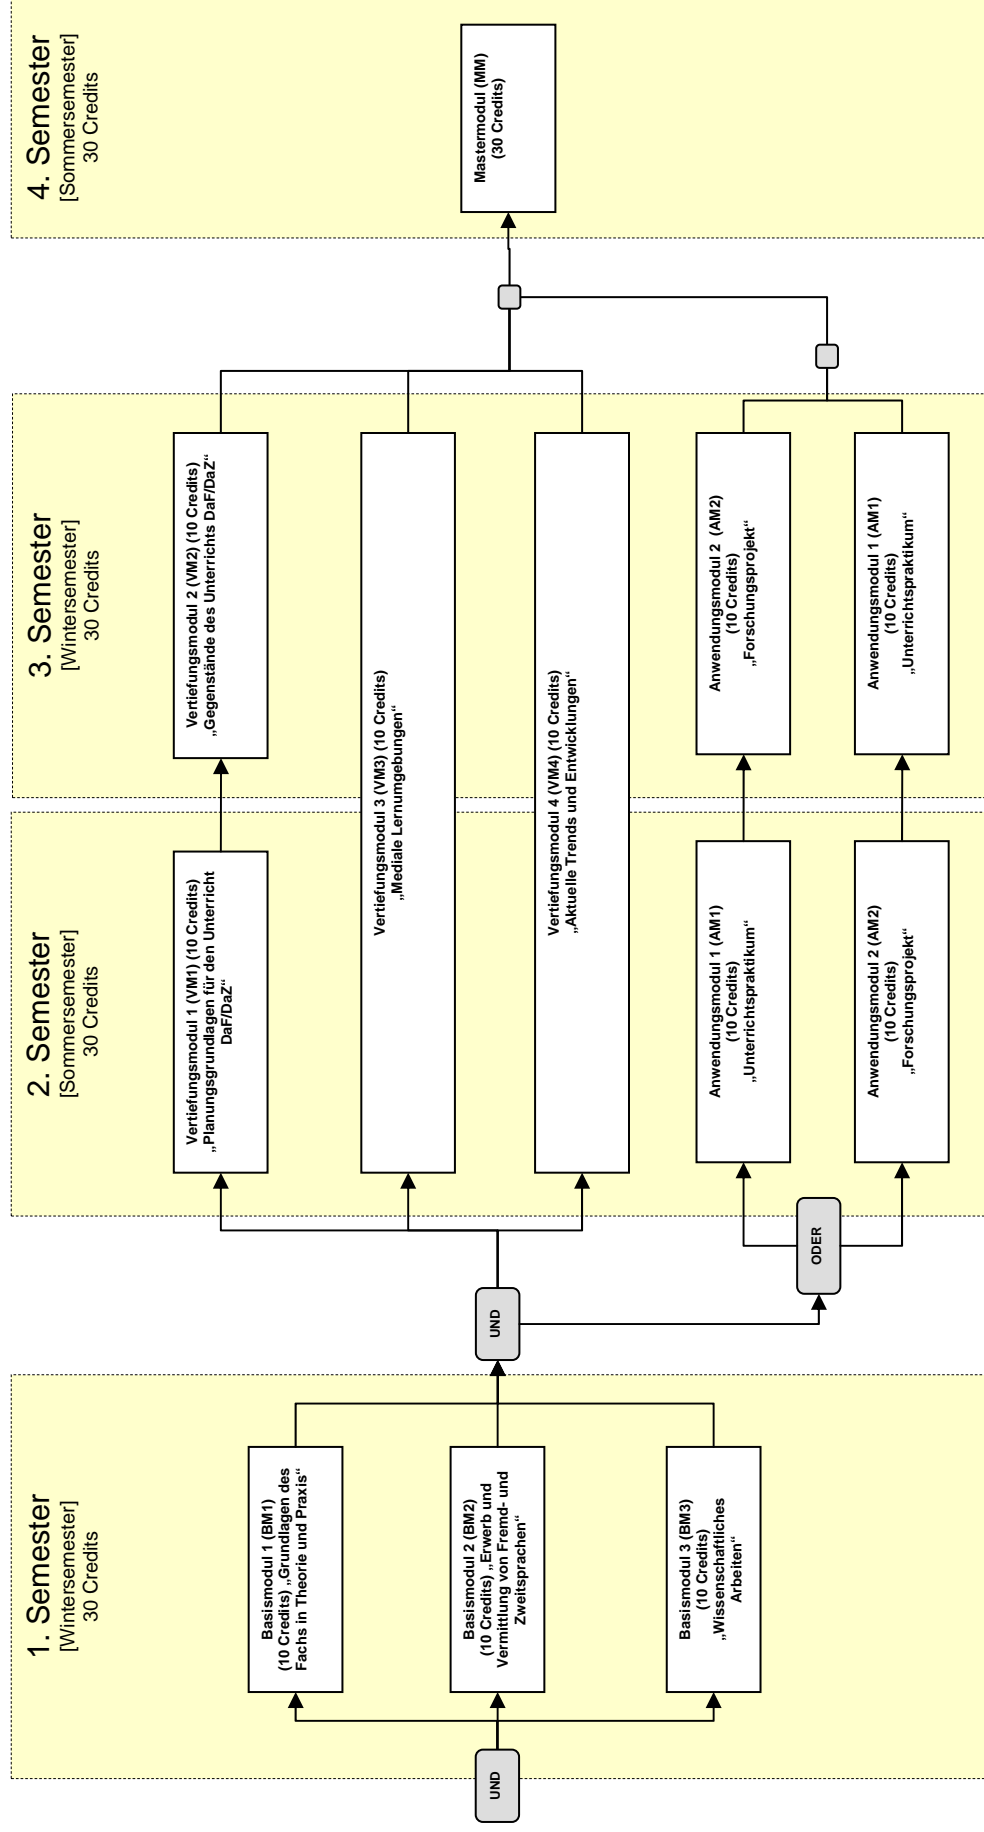 1. Semester
[Wintersemester]
30 Credits
UND
Basismodul 1 (BM1)
(10 Credits) „Grundlagen des
Fachs in Theorie und Praxis“
Basismodul 2 (BM2)
(10 Credits) „Erwerb und
Vermittlung von Fremd- und
Zweitsprachen“
Basismodul 3 (BM3)
(10 Credits)
„Wissenschaftliches
Arbeiten“
UND
ODER
2. Semester
[Sommersemester]
30 Credits
Vertiefungsmodul 1 (VM1) (10 Credits)
„Planungsgrundlagen für den Unterricht
DaF/DaZ“
Vertiefungsmodul 3 (VM3) (10 Credits)
„Mediale Lernumgebungen“
Vertiefungsmodul 4 (VM4) (10 Credits)
„Aktuelle Trends und Entwicklungen“
Anwendungsmodul 1 (AM1)
(10 Credits)
„Unterrichtspraktikum“
Anwendungsmodul 2 (AM2)
(10 Credits)
„Forschungsprojekt“
3. Semester
[Wintersemester]
30 Credits
Vertiefungsmodul 2 (VM2) (10 Credits)
„Gegenstände des Unterrichts DaF/DaZ“
Anwendungsmodul 2 (AM2)
(10 Credits)
„Forschungsprojekt“
Anwendungsmodul 1 (AM1)
(10 Credits)
„Unterrichtspraktikum“
4. Semester
[Sommersemester]
30 Credits
Mastermodul (MM)
(30 Credits)